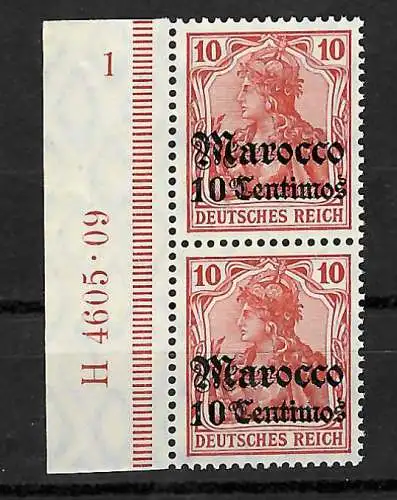 1
H 4605·09
10 10
Marocco
10 Centimos
DEUTSCHES REICH
10 10
Marocco
10 Centimos
DEUTSCHES REICH